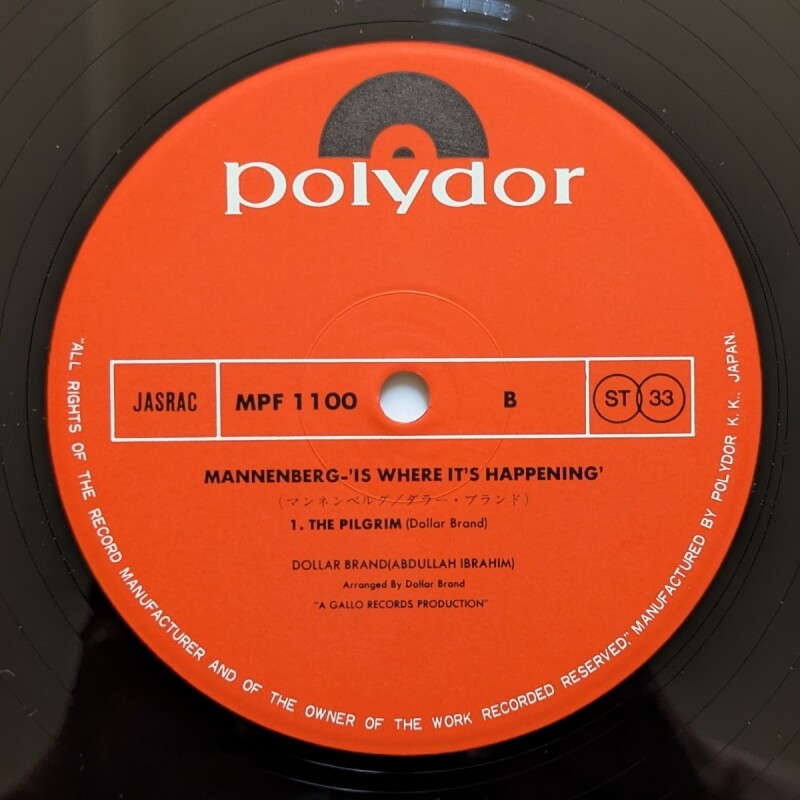 polydor
JASRAC
MPF 1100
B
ST 33
MANNENBERG-'IS WHERE IT'S HAPPENING'
(マンネンベルグ/ダラー・ブランド)
1. THE PILGRIM (Dollar Brand)
DOLLAR BRAND(ABDULLAH IBRAHIM)
Arranged By Dollar Brand
"A GALLO RECORDS PRODUCTION"
"ALL RIGHTS OF THE RECORD MANUFACTURER AND OF THE OWNER OF THE WORK RECORDED RESERVED," MANUFACTURED BY POLYDOR K.K., JAPAN.